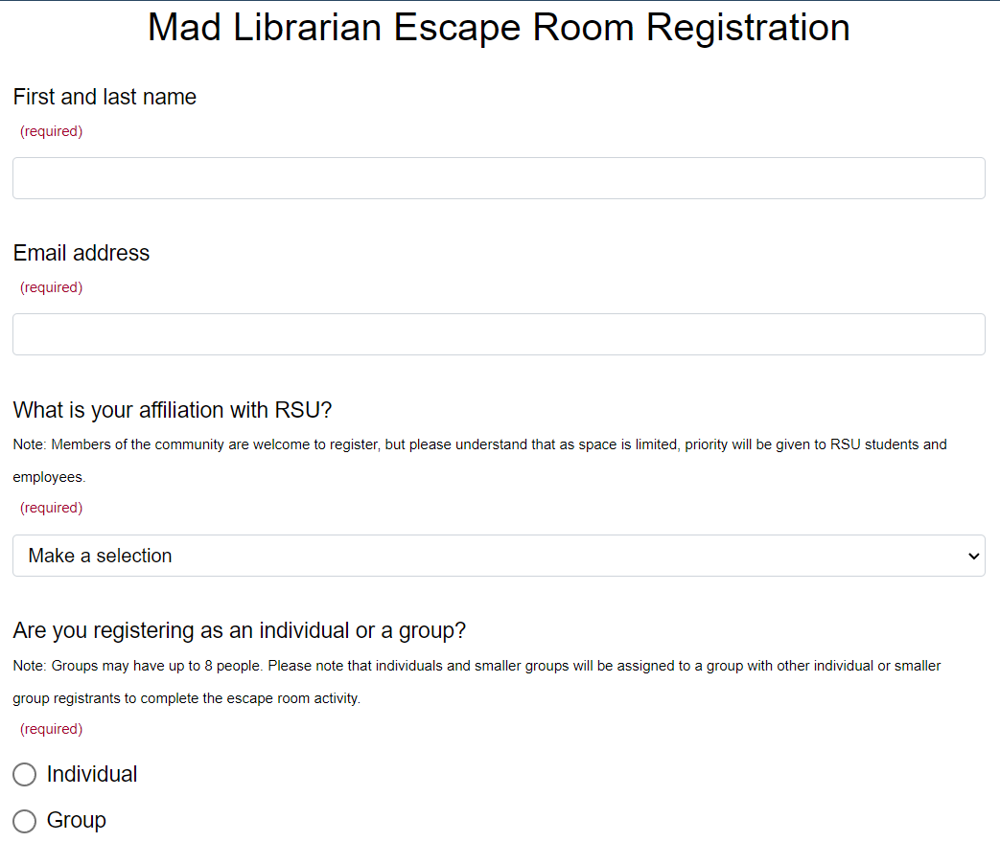 Mad Librarian Escape Room Registration
First and last name
(required)
Email address
(required)
What is your affiliation with RSU?
Note: Members of the community are welcome to register, but please understand that as space is limited, priority will be given to RSU students and
employees.
(required)
Make a selection
Are you registering as an individual or a group?
Note: Groups may have up to 8 people. Please note that individuals and smaller groups will be assigned to a group with other individual or smaller
group registrants to complete the escape room activity.
(required)
Individual
Group